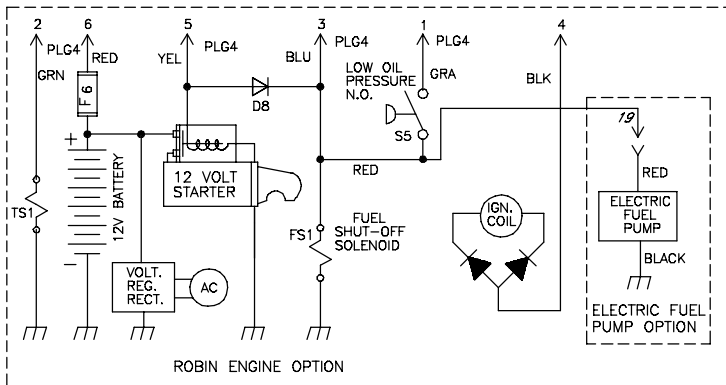 2
6
5
3
1
4
PLG4
RED
PLG4
PLG4
PLG4
GRN
YEL
BLU
GRA
BLK
F6
D8
LOW OIL
PRESSURE
N.O.
S5
19
+
12V BATTERY
-
TS1
12 VOLT
STARTER
RED
RED
ELECTRIC
FUEL
PUMP
BLACK
FS1
FUEL
SHUT-OFF
SOLENOID
IGN.
COIL
VOLT.
REG.
RECT.
AC
ELECTRIC FUEL
PUMP OPTION
ROBIN ENGINE OPTION